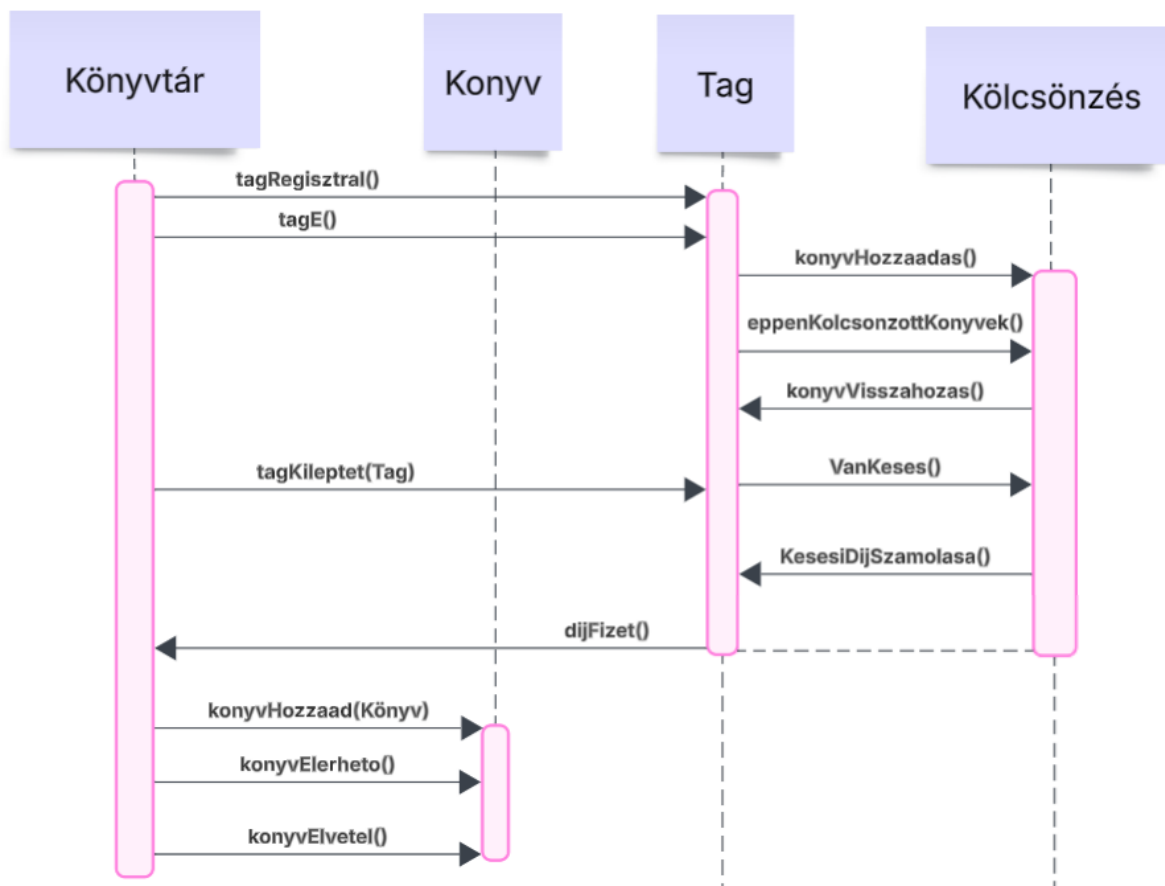 Könyvtár
Konyv
Tag
Kölcsönzés
tagRegisztral()
tagE()
konyvHozzaadas()
eppenKolcsonzottKonyvek()
konyvVisszahozas()
tagKileptet(Tag)
VanKeses()
KesesiDijSzamolasa()
dijFizet()
konyvHozzaad(Könyv)
konyvElerheto()
konyvElvetel()